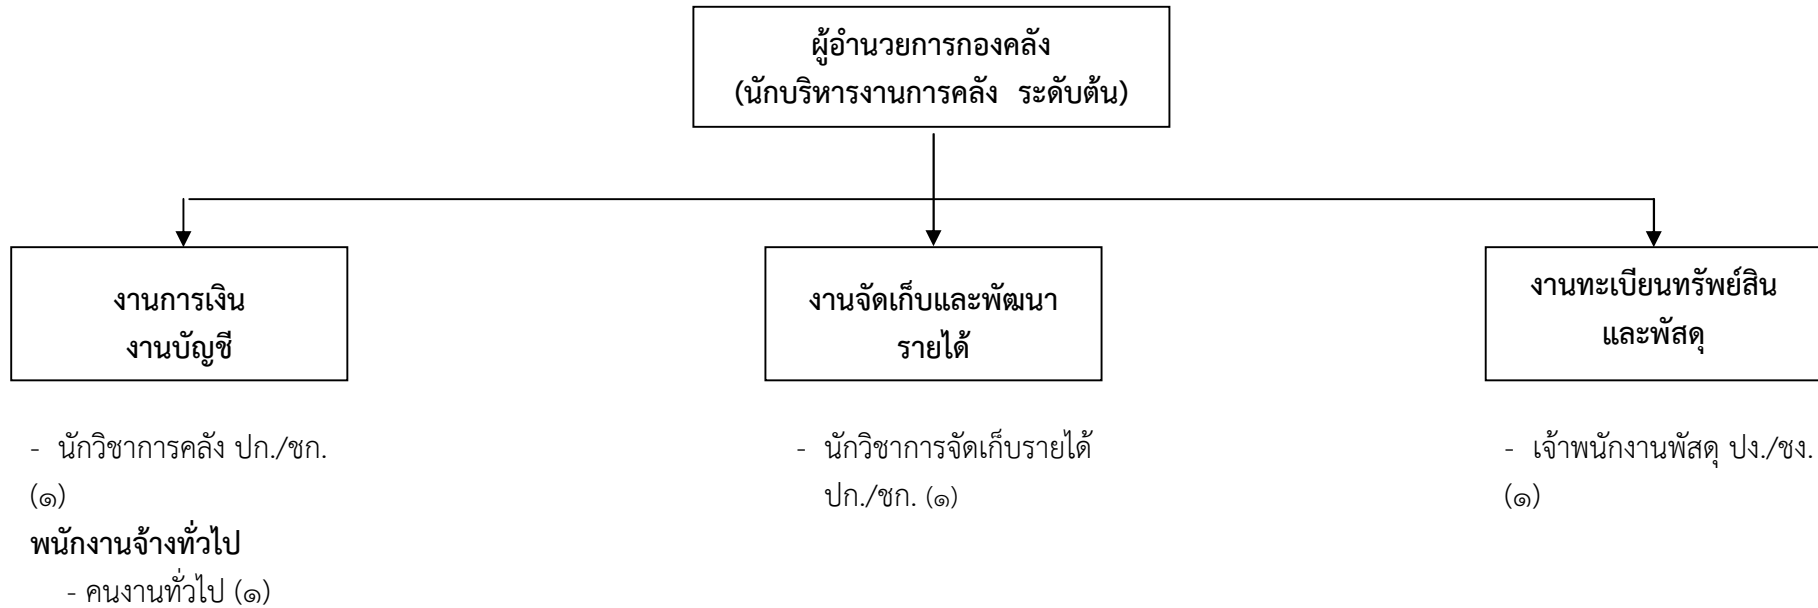 ผู้อำนวยการกองคลัง
(นักบริหารงานการคลัง ระดับต้น)
งานการเงิน
งานบัญชี
งานจัดเก็บและพัฒนา
รายได้
งานทะเบียนทรัพย์สิน
และพัสดุ
- นักวิชาการคลัง ปก./ชก.
(๑)
พนักงานจ้างทั่วไป
- คนงานทั่วไป (๑)
- นักวิชาการจัดเก็บรายได้
ปก./ชก. (๑)
- เจ้าพนักงานพัสดุ ปง./ชง.
(๑)